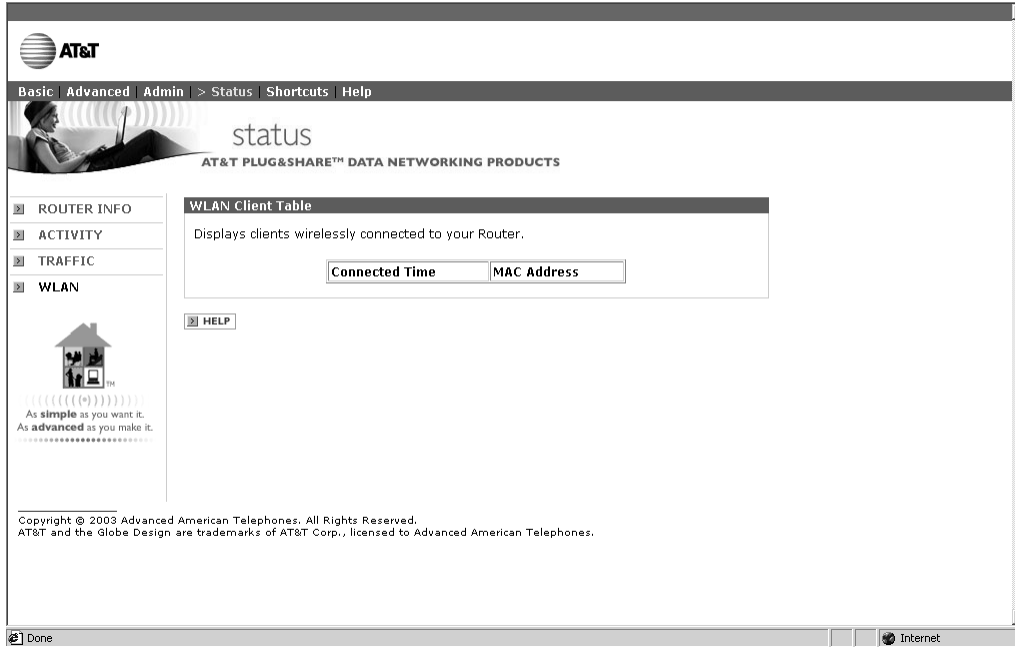 AT&T
Basic | Advanced | Admin | > Status | Shortcuts | Help
status
AT&T PLUG&SHARE™ DATA NETWORKING PRODUCTS
ROUTER INFO
ACTIVITY
TRAFFIC
WLAN
WLAN Client Table
Displays clients wirelessly connected to your Router.
Connected Time MAC Address
HELP
TM
As simple as you want it.
As advanced as you make it.
Copyright © 2003 Advanced American Telephones. All Rights Reserved.
AT&T and the Globe Design are trademarks of AT&T Corp., licensed to Advanced American Telephones.
Done
Internet